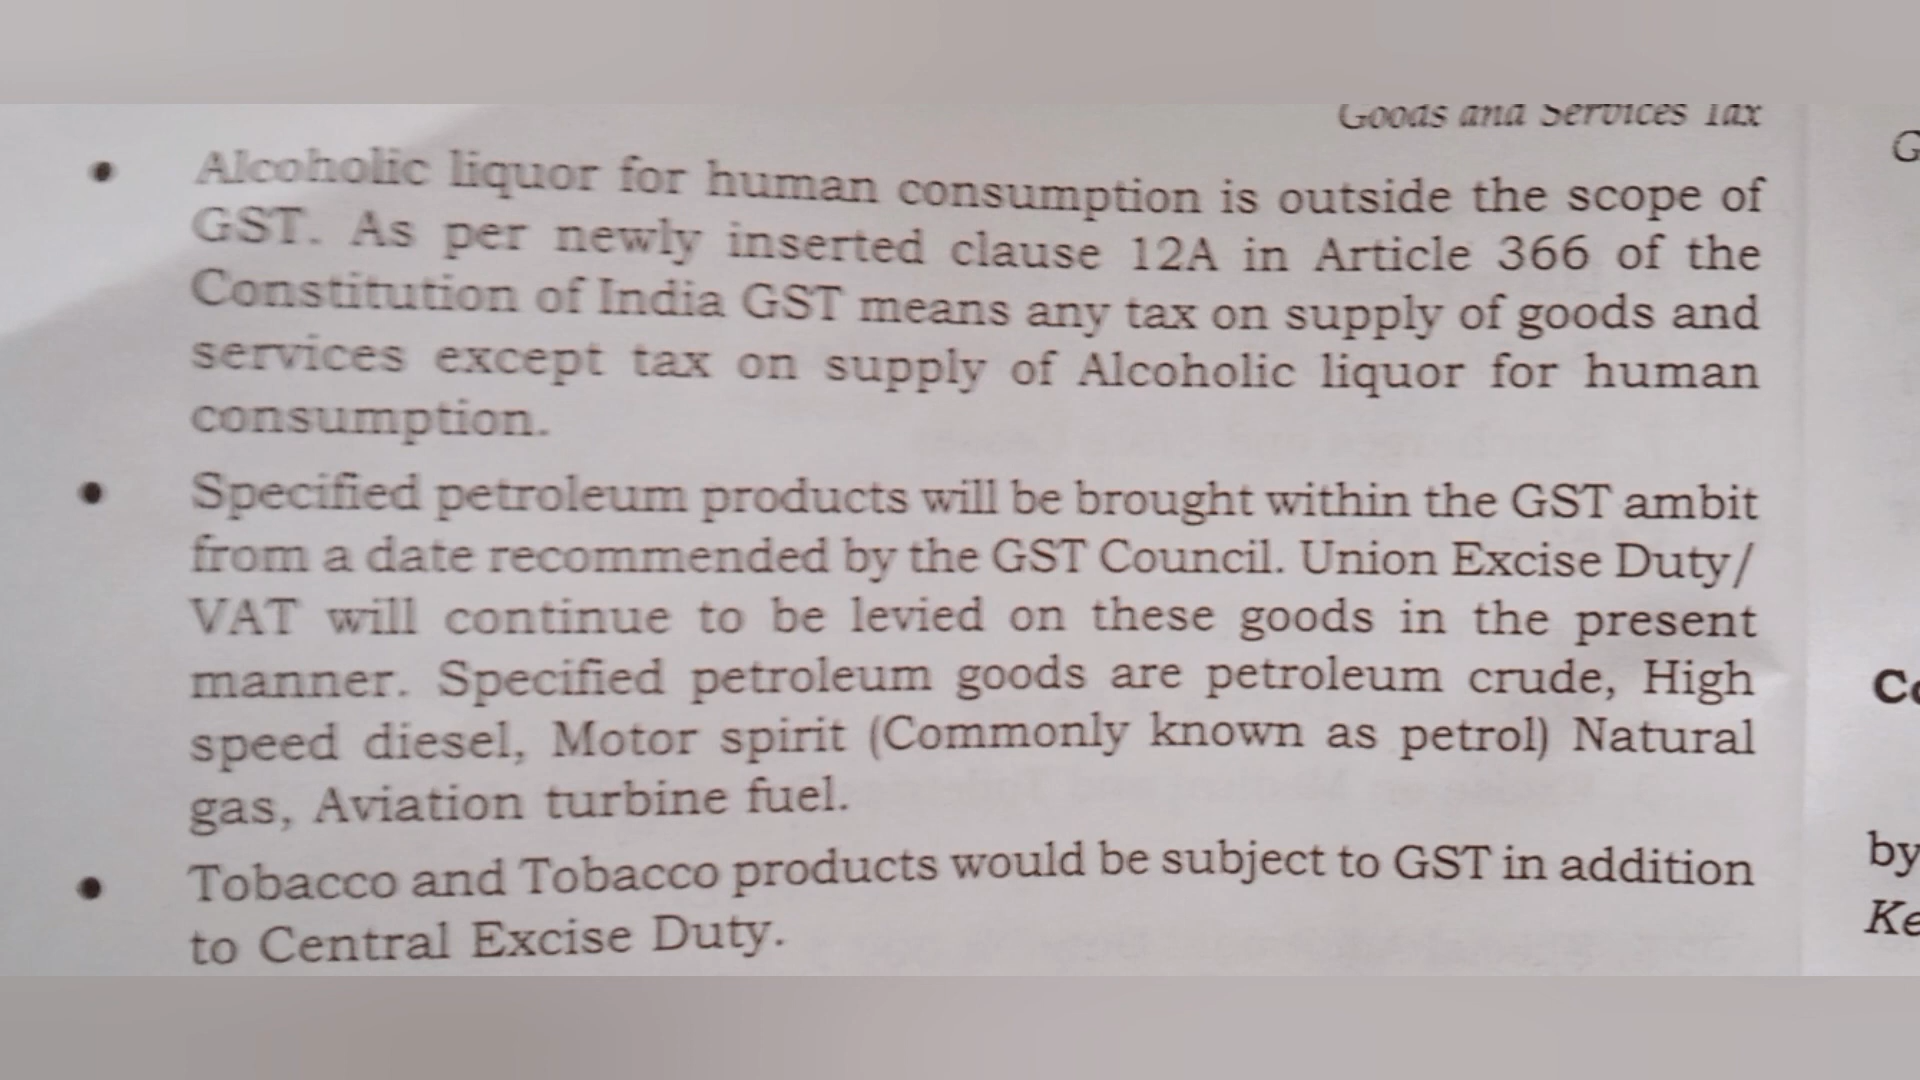 Goods and Services Tax
• Alcoholic liquor for human consumption is outside the scope of
GST. As per newly inserted clause 12A in Article 366 of the
Constitution of India GST means any tax on supply of goods and
services except tax on supply of Alcoholic liquor for human
consumption.
• Specified petroleum products will be brought within the GST ambit
from a date recommended by the GST Council. Union Excise Duty/
VAT will continue to be levied on these goods in the present
manner. Specified petroleum goods are petroleum crude, High
speed diesel, Motor spirit (Commonly known as petrol) Natural
gas, Aviation turbine fuel.
• Tobacco and Tobacco products would be subject to GST in addition
to Central Excise Duty.
by